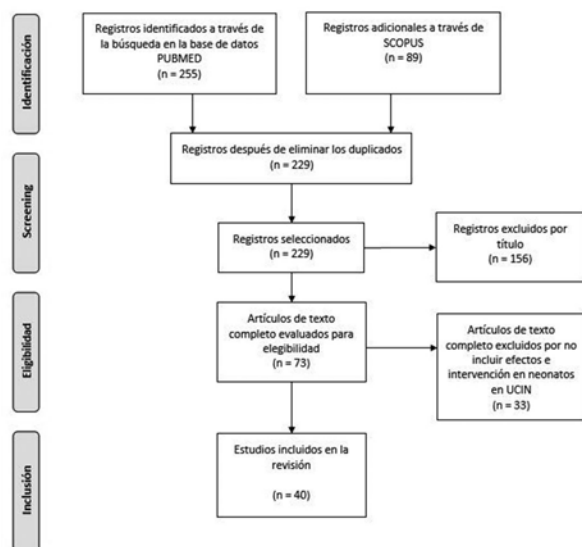 Identificación
Registros identificados a través de
la búsqueda en la base de datos
PUBMED
(n = 255)
Registros adicionales a través de
SCOPUS
(n = 89)
Registros después de eliminar los duplicados
(n = 229)
Screening
Registros seleccionados
(n = 229)
Registros excluidos por
título
(n = 156)
Eligibilidad
Artículos de texto
completo evaluados para
elegibilidad
(n = 73)
Artículos de texto
completo excluidos por no
incluir efectos e
intervención en neonatos
en UCIN
(n = 33)
Inclusión
Estudios incluidos en la
revisión
(n = 40)